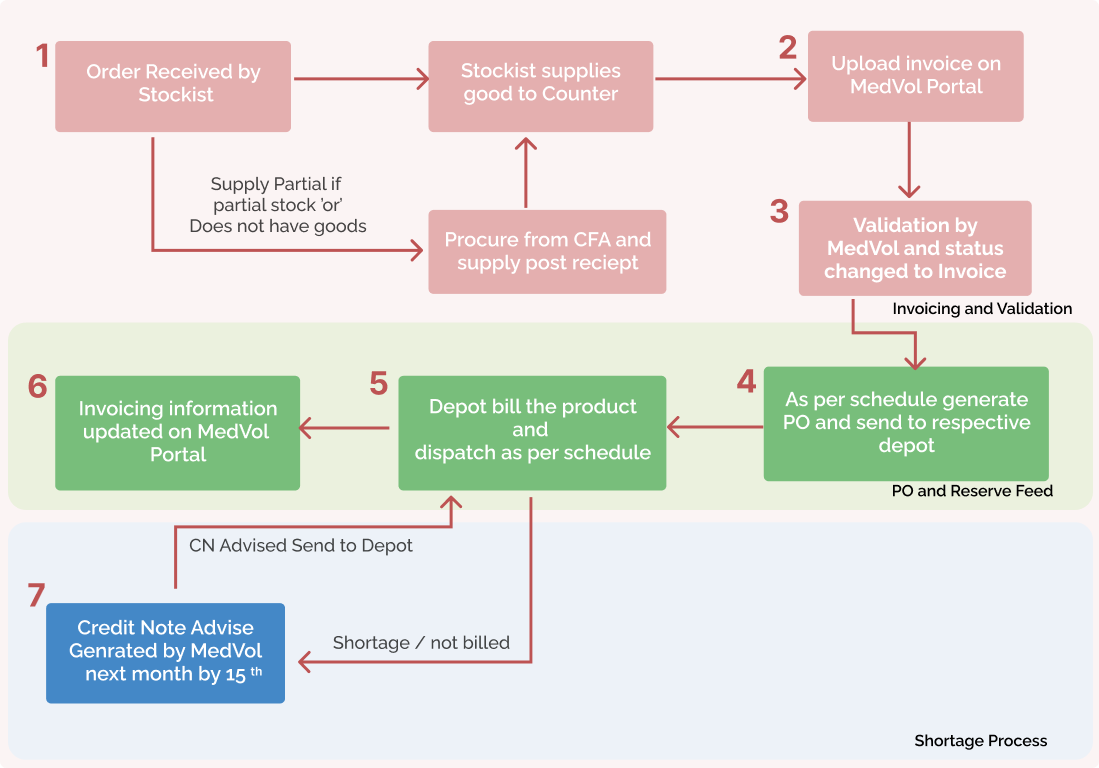 1
Order Received by
Stockist
Stockist supplies
good to Counter
2
Upload invoice on
MedVol Portal
Supply Partial if
partial stock 'or'
Does not have goods
Procure from CFA and
supply post reciept
3
Validation by
MedVol and status
changed to Invoice
Invoicing and Validation
4
As per schedule generate
PO and send to respective
depot
5
Depot bill the product
and
dispatch as per schedule
6
Invoicing information
updated on MedVol
Portal
PO and Reserve Feed
CN Advised Send to Depot
7
Credit Note Advise
Genrated by MedVol
next month by 15 th
Shortage / not billed
Shortage Process